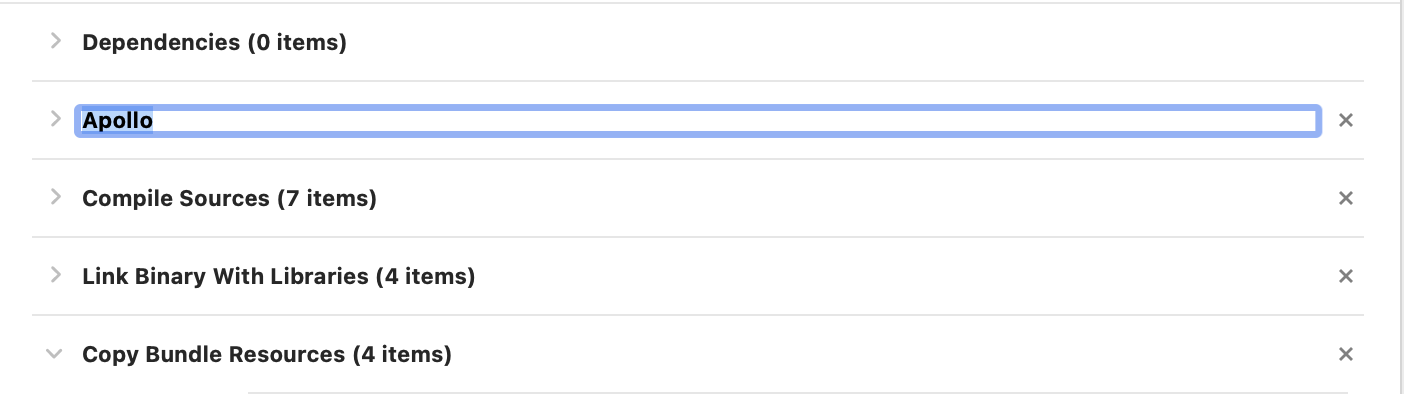 Dependencies (0 items)
Apollo
Compile Sources (7 items)
Link Binary With Libraries (4 items)
Copy Bundle Resources (4 items)